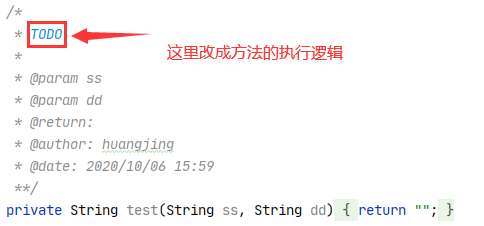 /*
* TODO
这里改成方法的执行逻辑
*
* @param ss
* @param dd
* @return:
* @author: huangjing
* @date: 2020/10/06 15:59
**/
private String test(String ss, String dd) { return ""; }